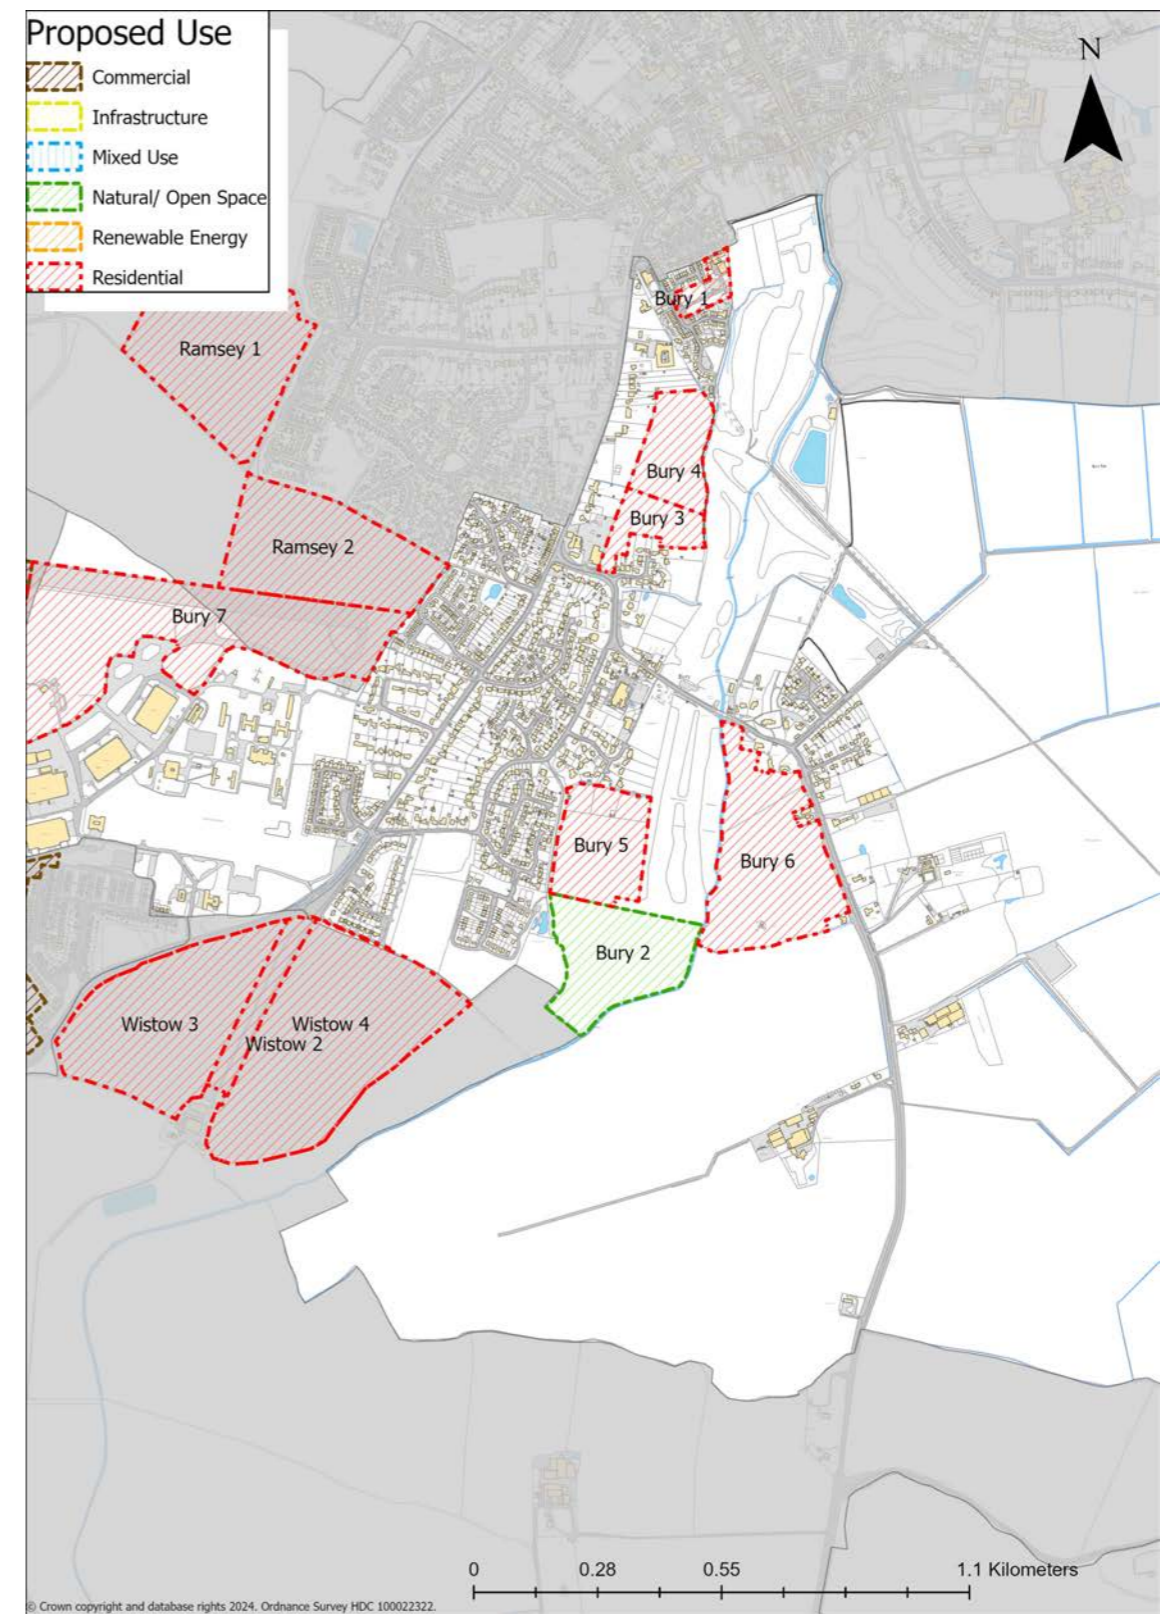 Proposed Use
Commercial
Infrastructure
Mixed Use
Natural/ Open Space
Renewable Energy
Residential
N
Bury 1
Ramsey 1
Bury 4
Bury 3
Ramsey 2
Bury 7
Bury 5
Bury 6
Bury 2
Wistow 3
Wistow 4
Wistow 2
0
0.28
0.55
1.1 Kilometers
© Crown copyright and database rights 2024. Ordnance Survey HDC 100022322.